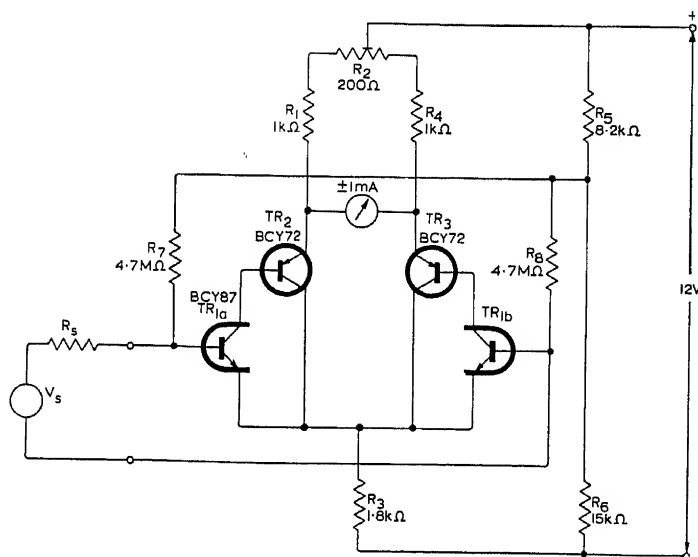 +
R2
200Ω
R1
1kΩ
R4
1kΩ
R5
8·2kΩ
±1mA
TR2
BCY72
TR3
BCY72
R7
4·7MΩ
R8
4·7MΩ
12V
BCY87
TR1a
TR1b
Rs
Vs
R3
1·8kΩ
R6
15kΩ